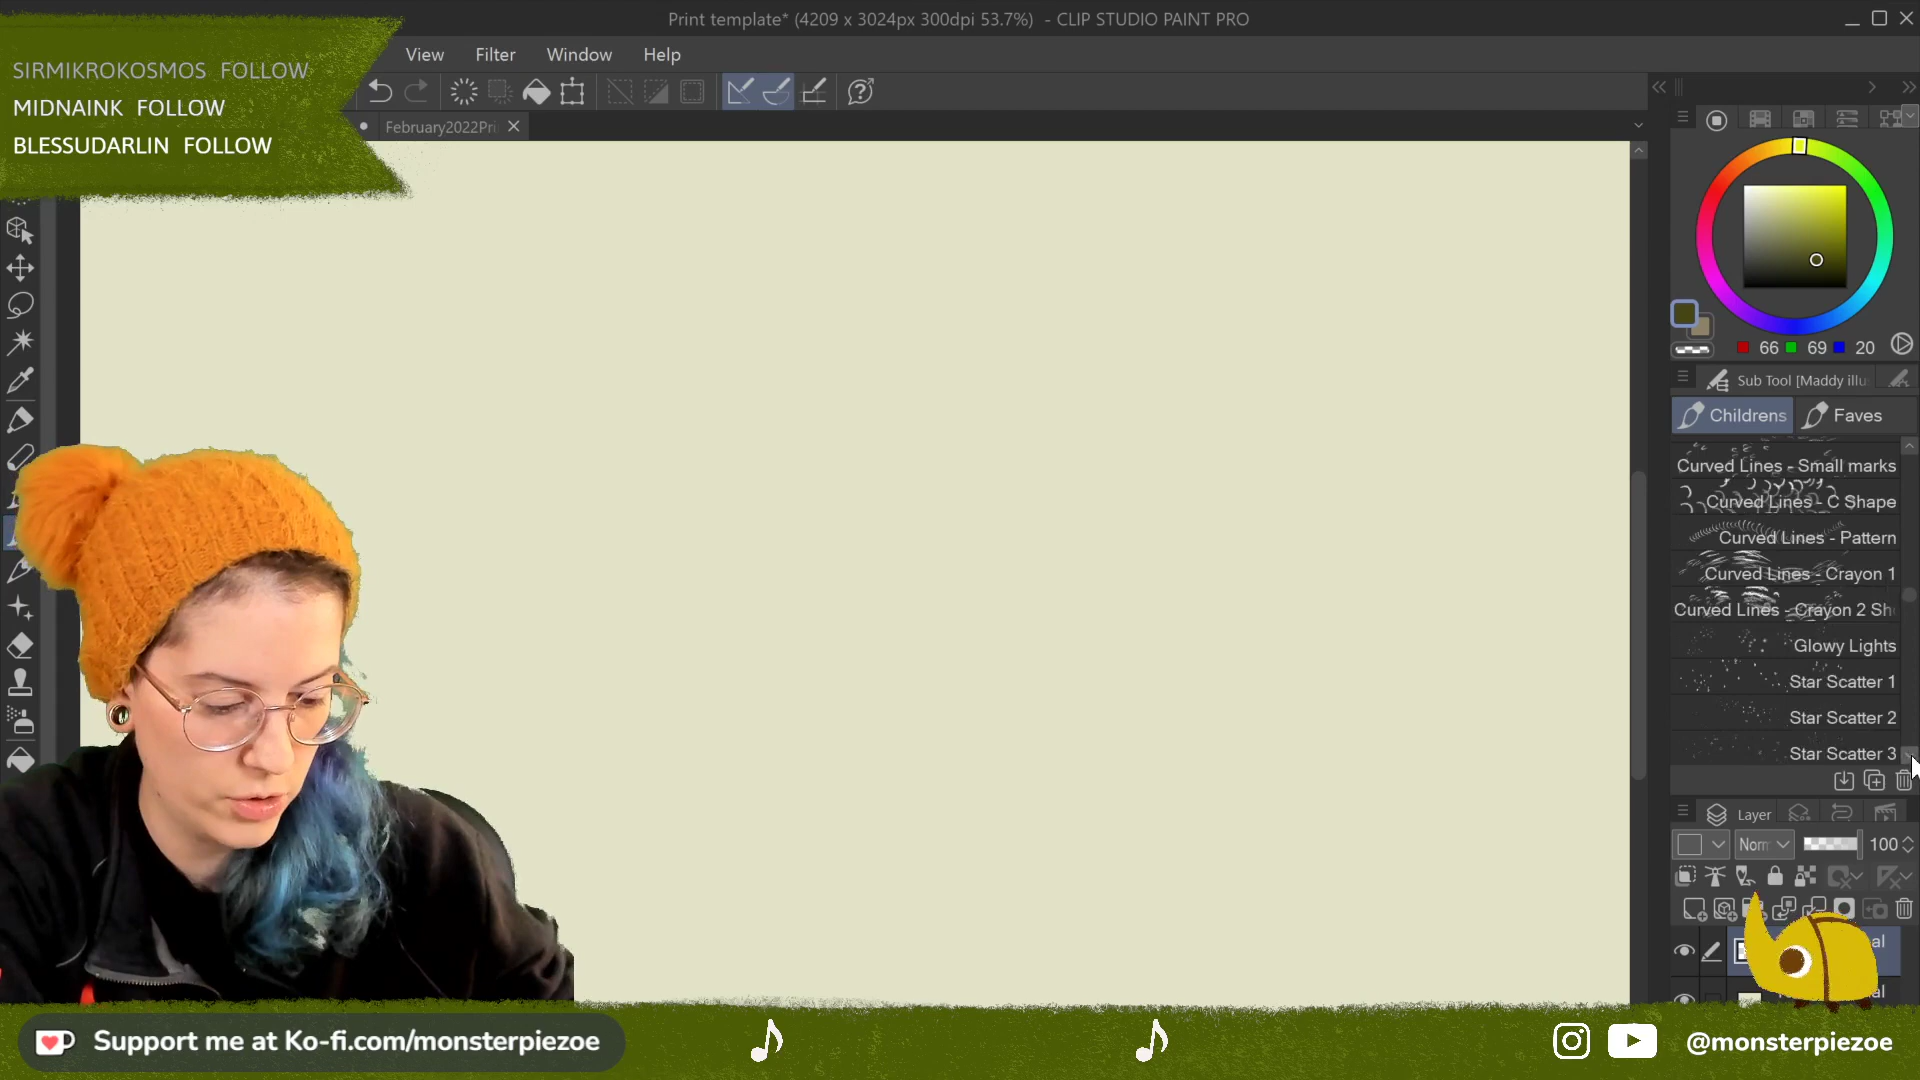 Print template* (4209 x 3024px 300dpi 53.7%) - CLIP STUDIO PAINT PRO
SIRMIKROKOSMOS FOLLOW
MIDNAINK FOLLOW
BLESSUDARLIN FOLLOW
View Filter Window Help
February2022Pri
66 69 20
Sub Tool [Maddy illu
Childrens Faves
Curved Lines - Small marks
Curved Lines - C Shape
Curved Lines - Pattern
Curved Lines - Crayon 1
Curved Lines - Crayon 2 Sh
Glowy Lights
Star Scatter 1
Star Scatter 2
Star Scatter 3
Layer
Norm 100
al
al
Support me at Ko-fi.com/monsterpiezoe
@monsterpiezoe